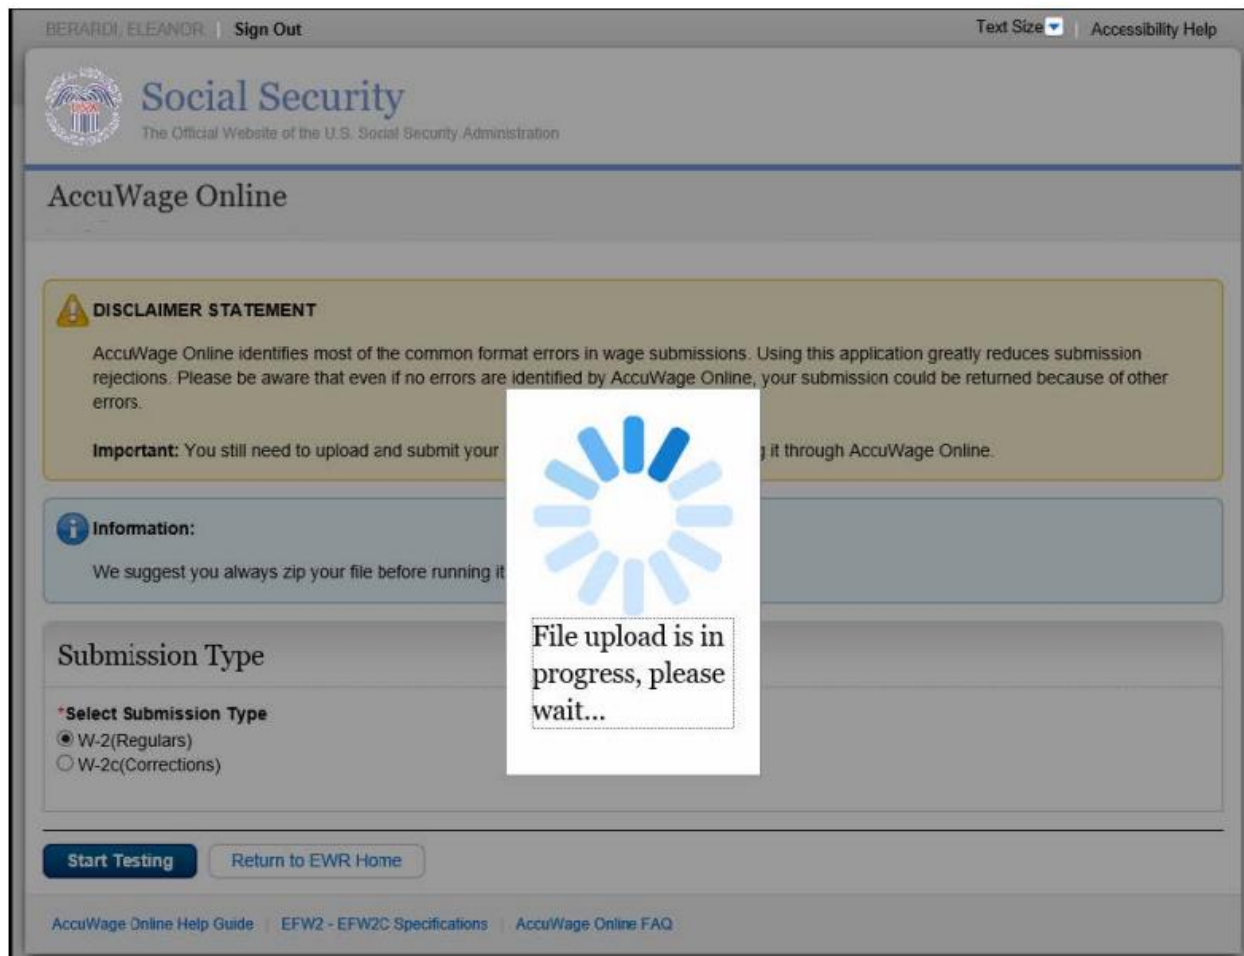 BERARDI, ELEANOR | Sign Out
Text Size | Accessibility Help
USA
Social Security
The Official Website of the U.S. Social Security Administration
AccuWage Online
DISCLAIMER STATEMENT
AccuWage Online identifies most of the common format errors in wage submissions. Using this application greatly reduces submission
rejections. Please be aware that even if no errors are identified by AccuWage Online, your submission could be returned because of other
errors.
Important: You still need to upload and submit your it through AccuWage Online.
Information:
We suggest you always zip your file before running it
File upload is in
progress, please
wait...
Submission Type
*Select Submission Type
W-2(Regulars)
W-2c(Corrections)
Start Testing
Return to EWR Home
AccuWage Online Help Guide | EFW2 - EFW2C Specifications | AccuWage Online FAQ